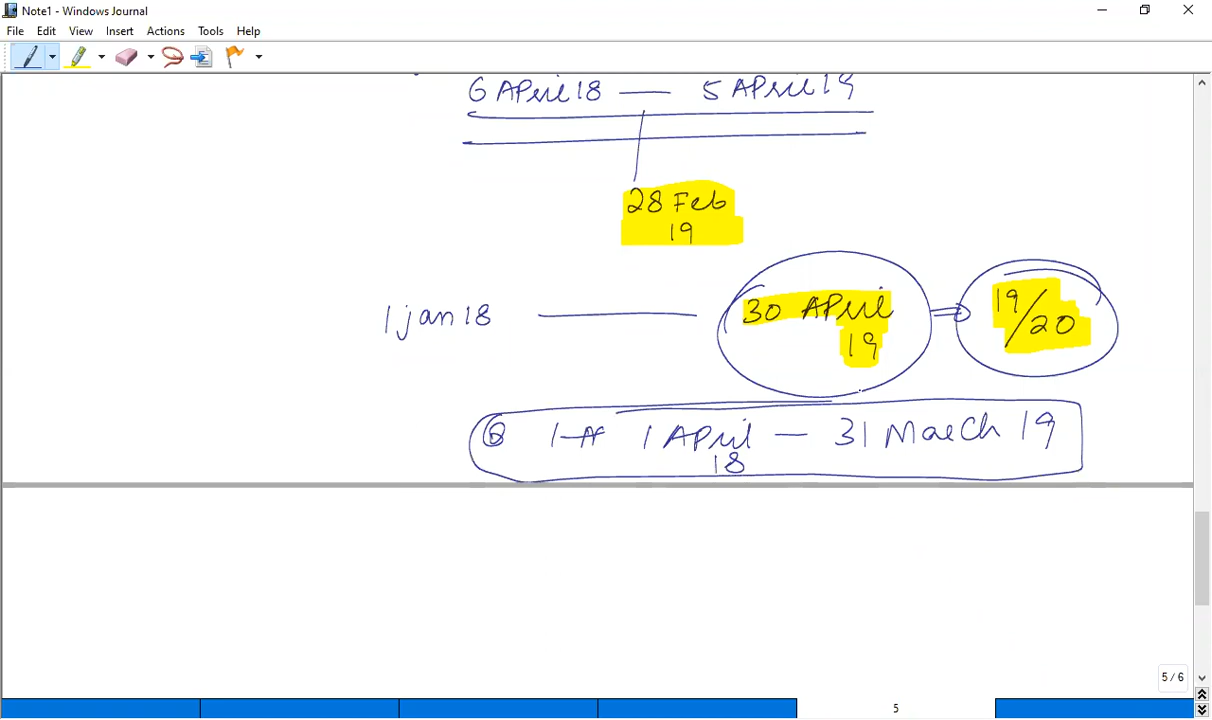 Note1 - Windows Journal
File Edit View Insert Actions Tools Help
6 April 18 — 5 April 19
28 Feb
19
1 jan 18 — 30 April
19
19/20
1 April — 31 March 19
18
5 / 6
5